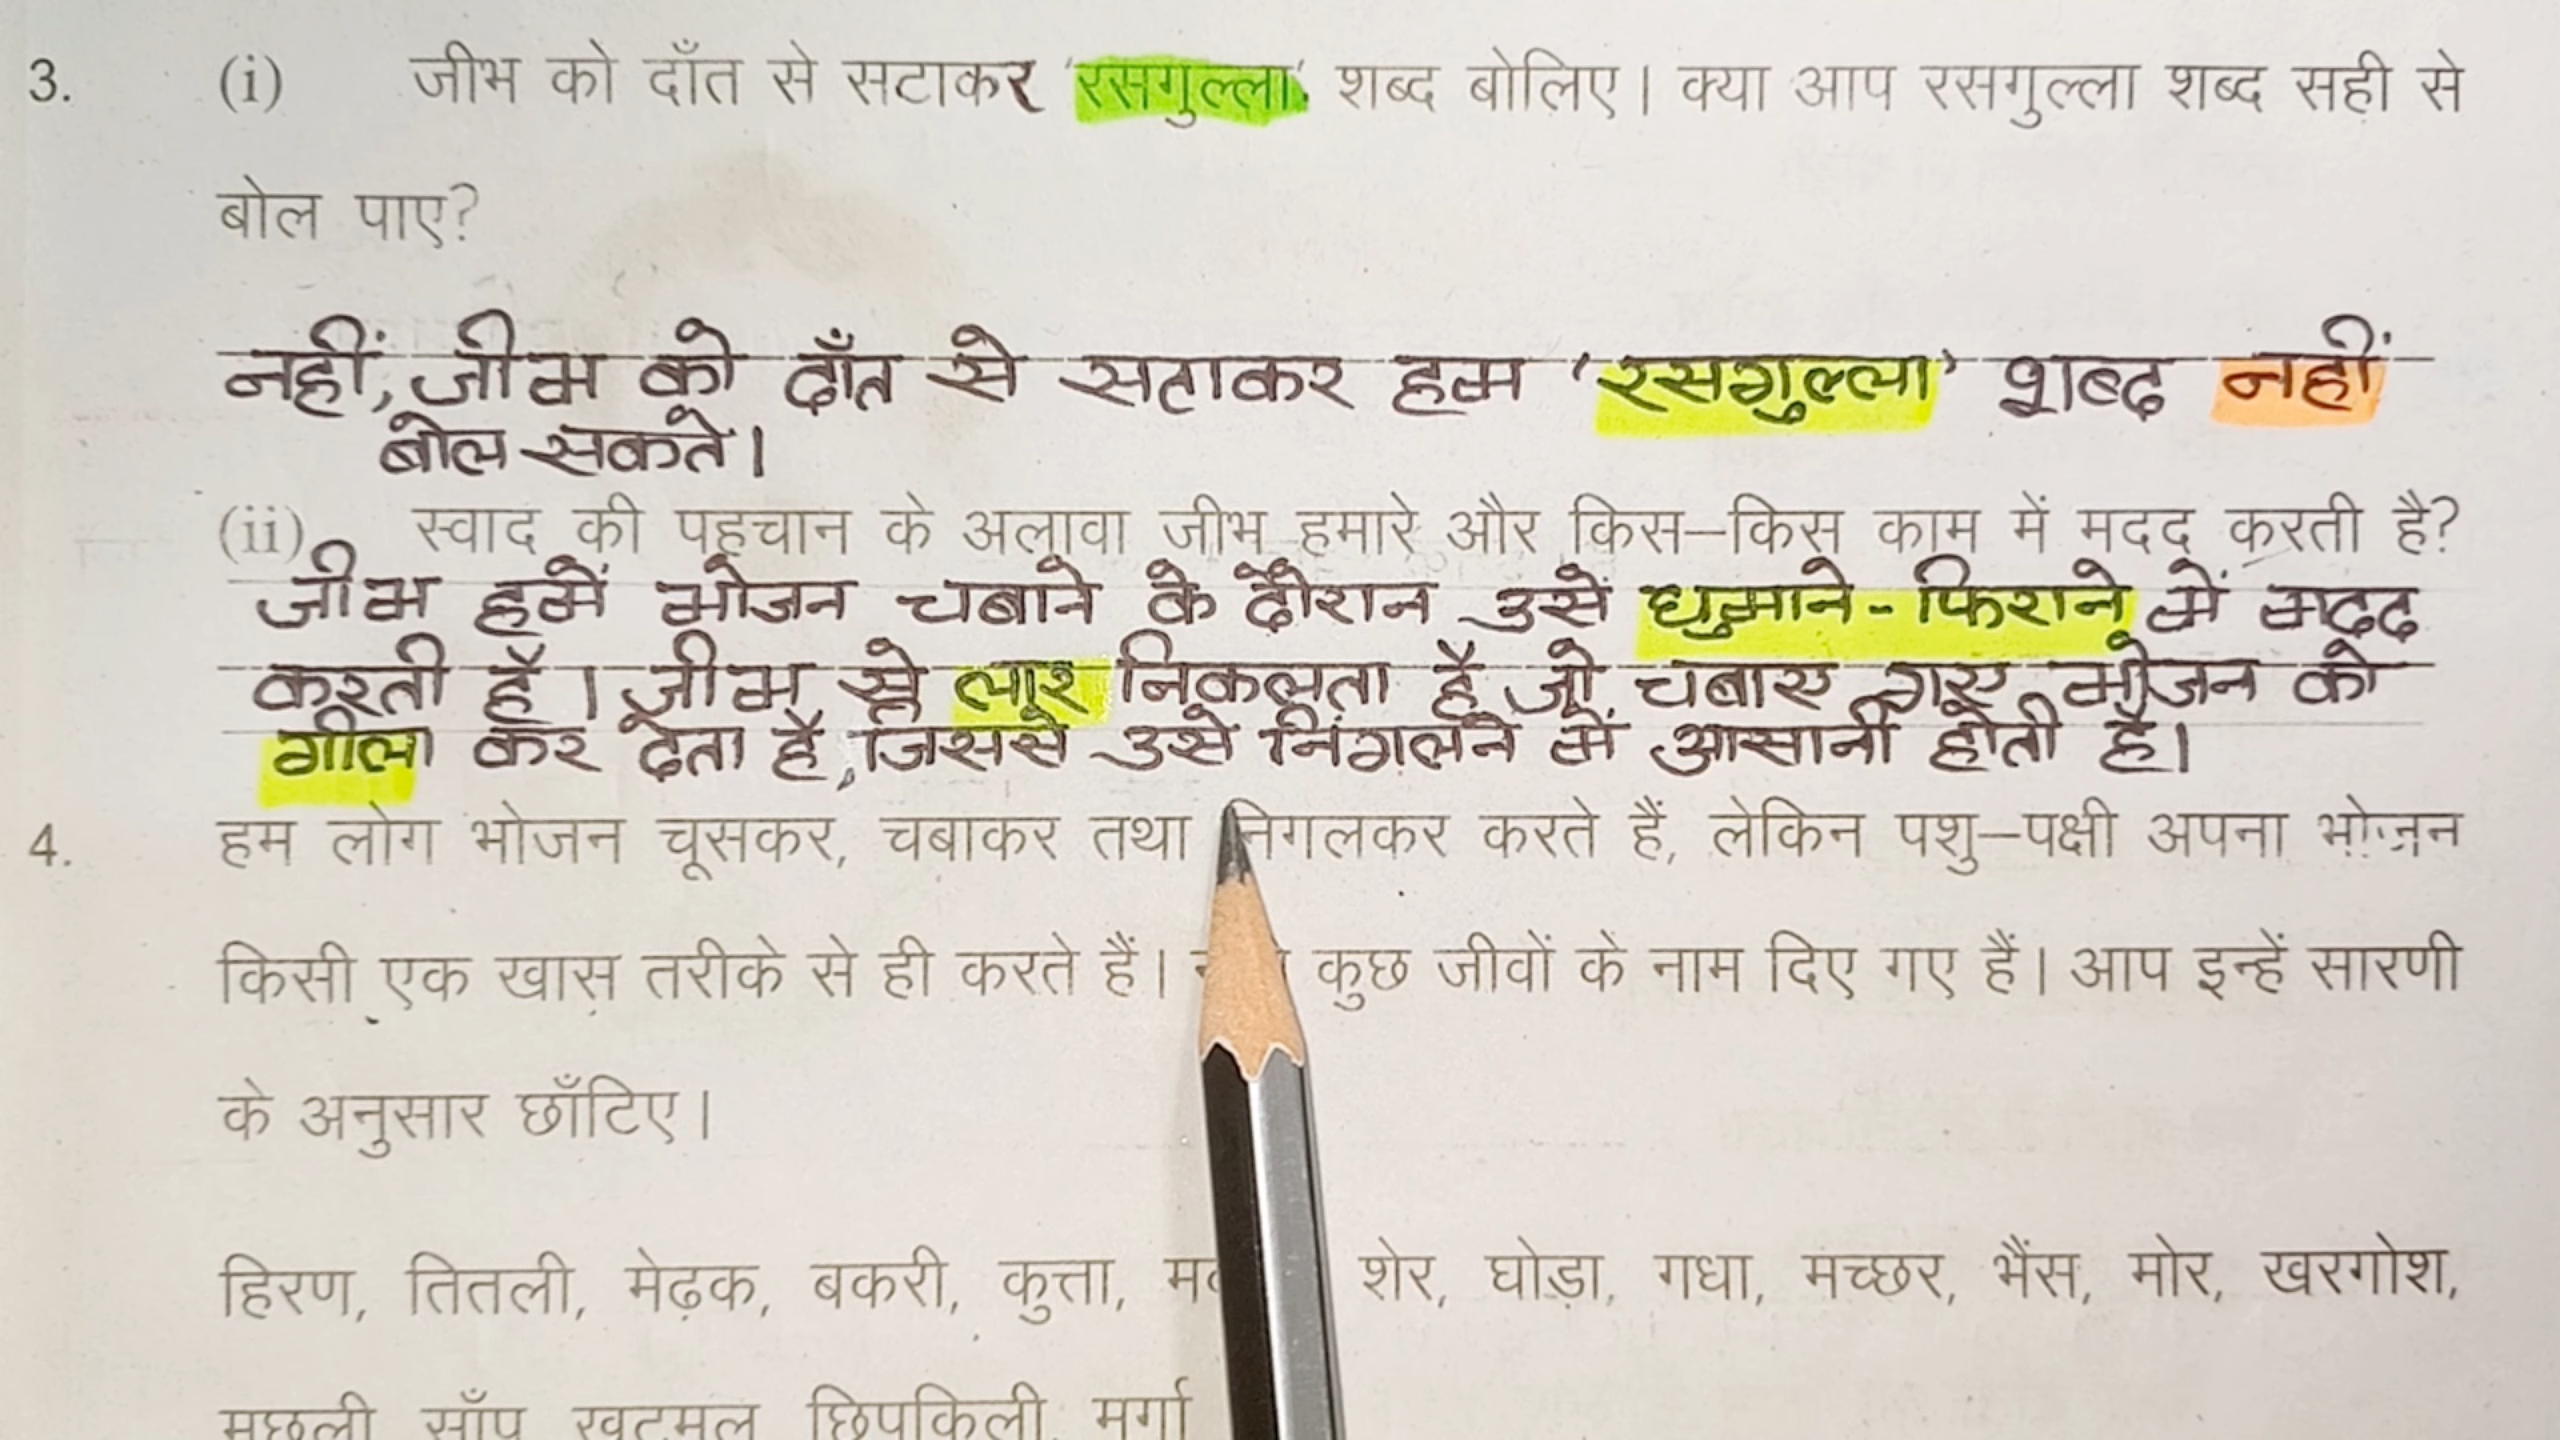 3. (i) जीभ को दाँत से सटाकर 'रसगुल्ला' शब्द बोलिए। क्या आप रसगुल्ला शब्द सही से
बोल पाए?
नहीं, जीभ को दाँत से सटाकर हम 'रसगुल्ला' शब्द नहीं
बोल सकते।
(ii) स्वाद की पहचान के अलावा जीभ हमारे और किस–किस काम में मदद करती है?
जीभ हमें भोजन चबाने के दौरान उसे घुमाने-फिराने में मदद
करती है। जीभ से लार निकलता है जो चबाए गए भोजन को
गीला कर देता है, जिससे उसे निगलने में आसानी होती है।
4. हम लोग भोजन चूसकर, चबाकर तथा निगलकर करते हैं, लेकिन पशु–पक्षी अपना भोजन
किसी एक खास तरीके से ही करते हैं। कुछ जीवों के नाम दिए गए हैं। आप इन्हें सारणी
के अनुसार छाँटिए।
हिरण, तितली, मेढ़क, बकरी, कुत्ता, शेर, घोड़ा, गधा, मच्छर, भैंस, मोर, खरगोश,
मछली साँप खटमल छिपकिली मुर्गा